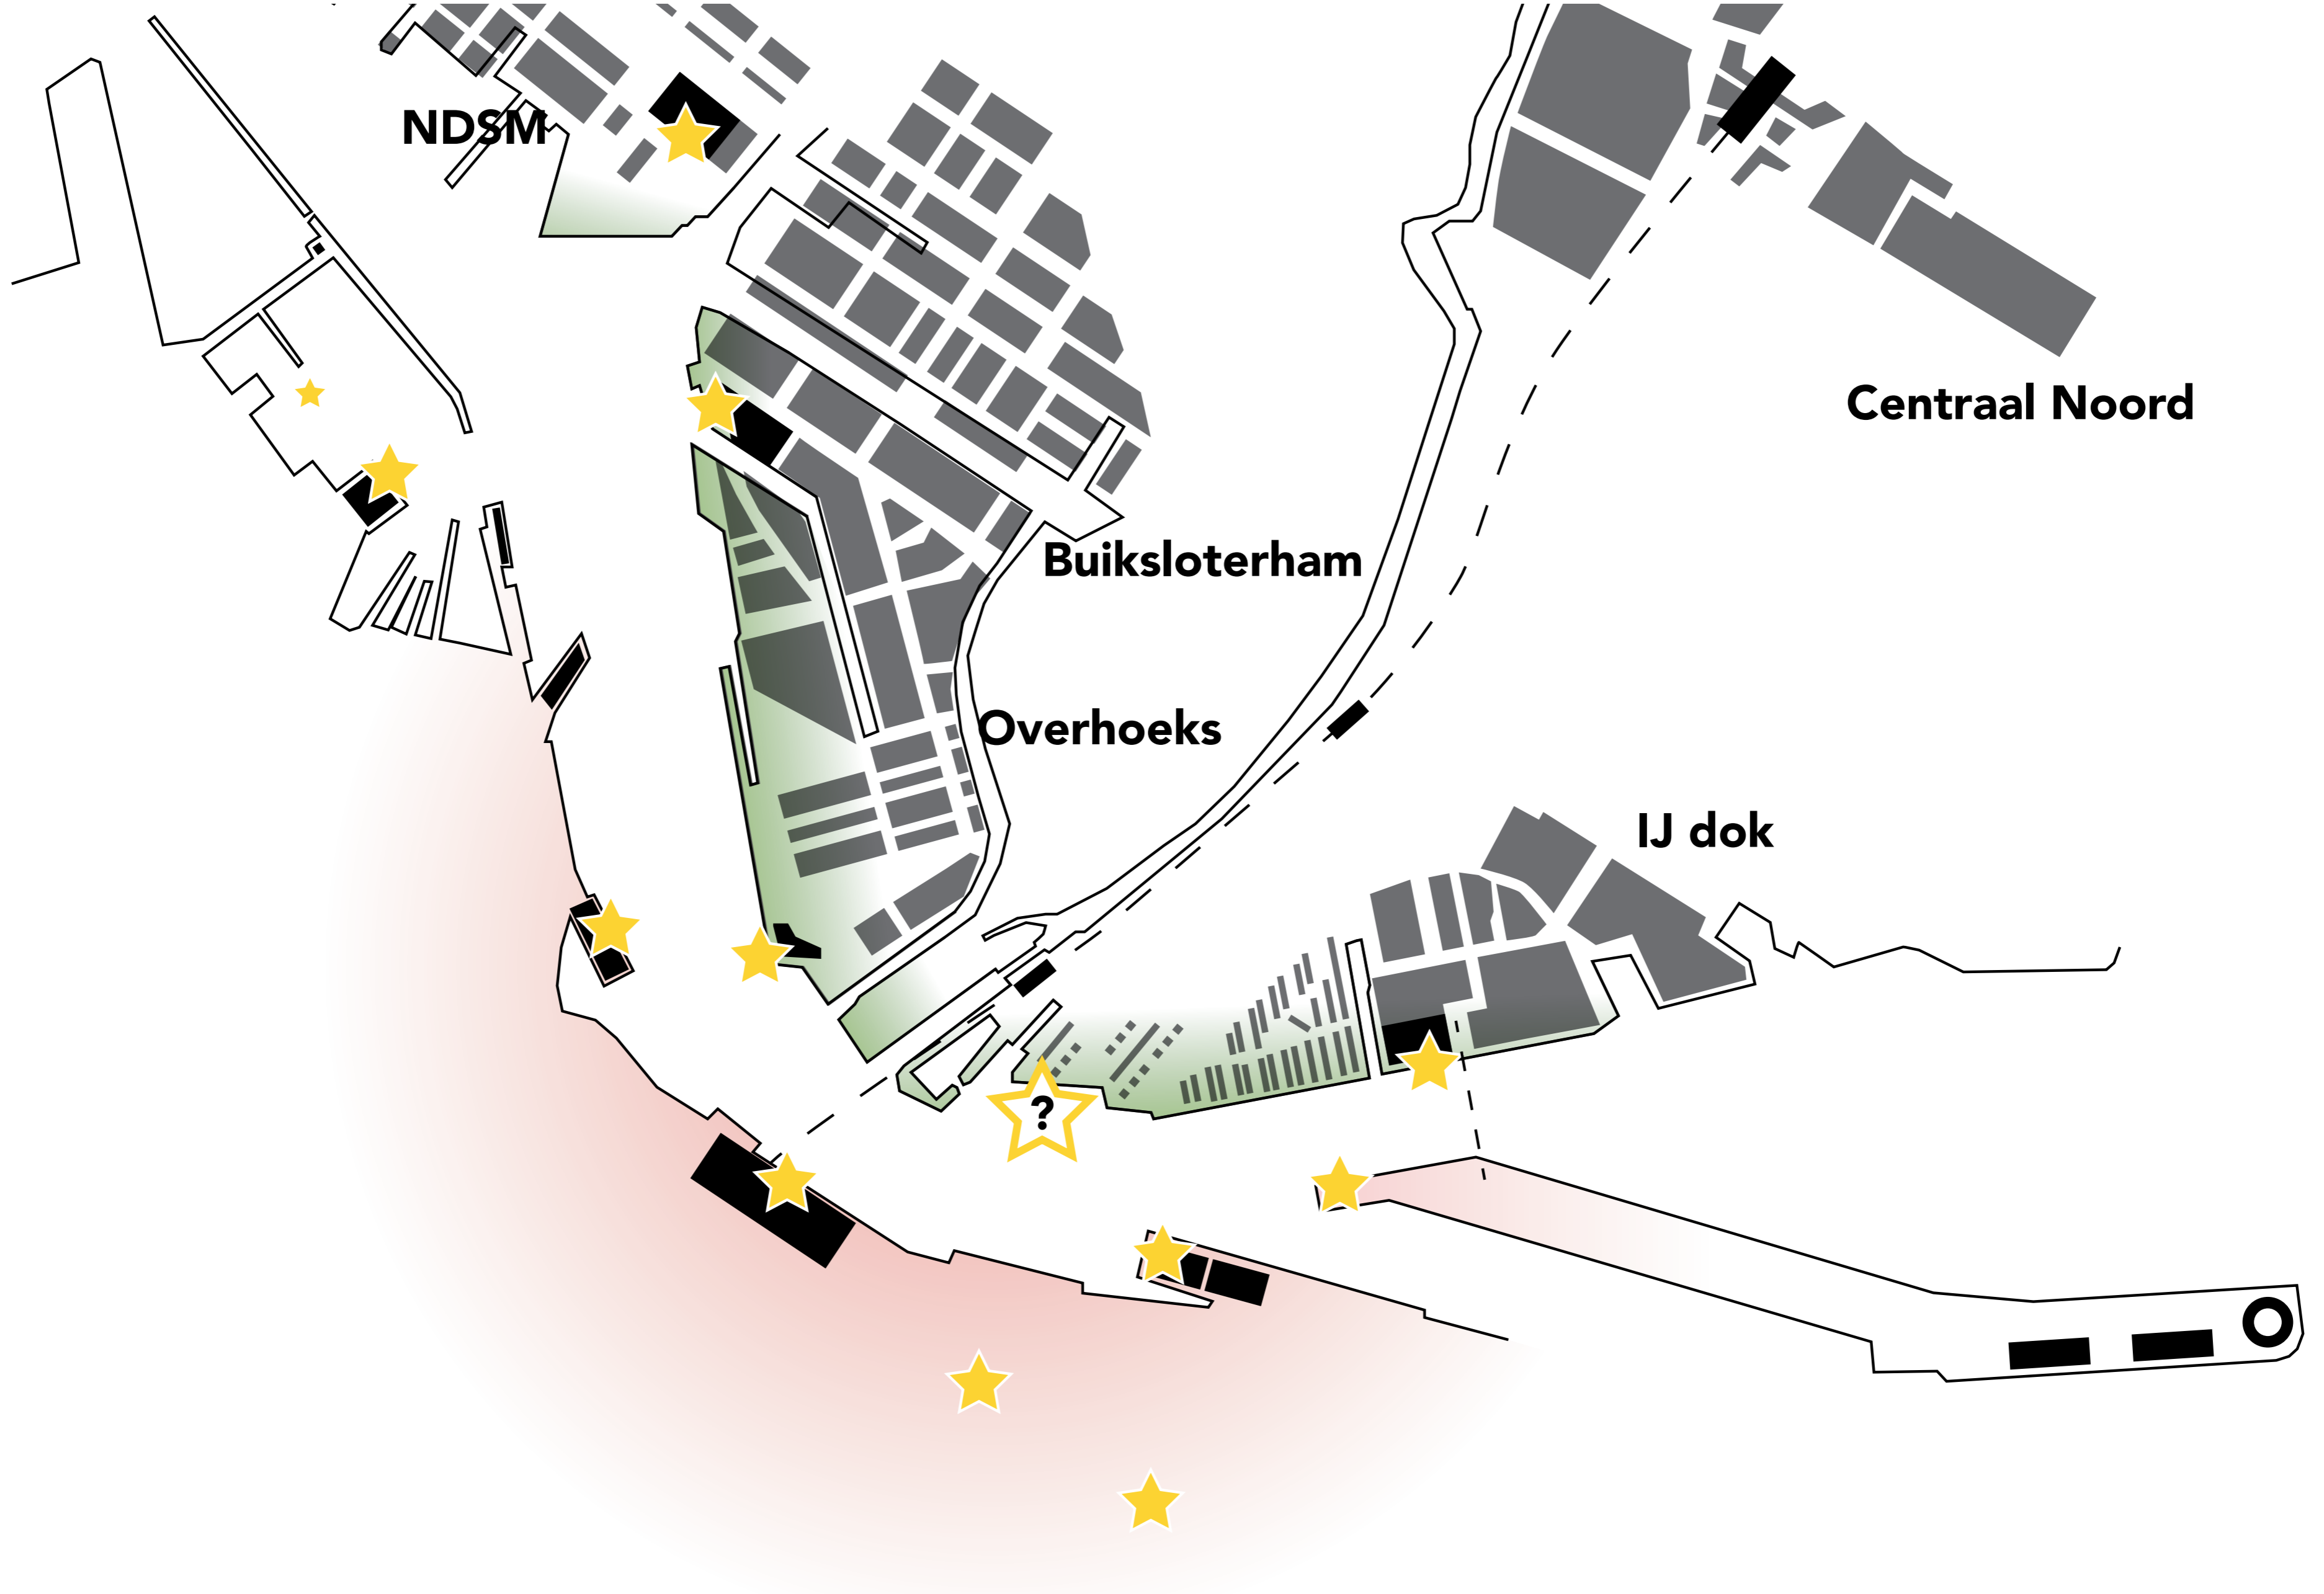 NDSM
Centraal Noord
Buiksloterham
Overhoeks
IJ dok
?